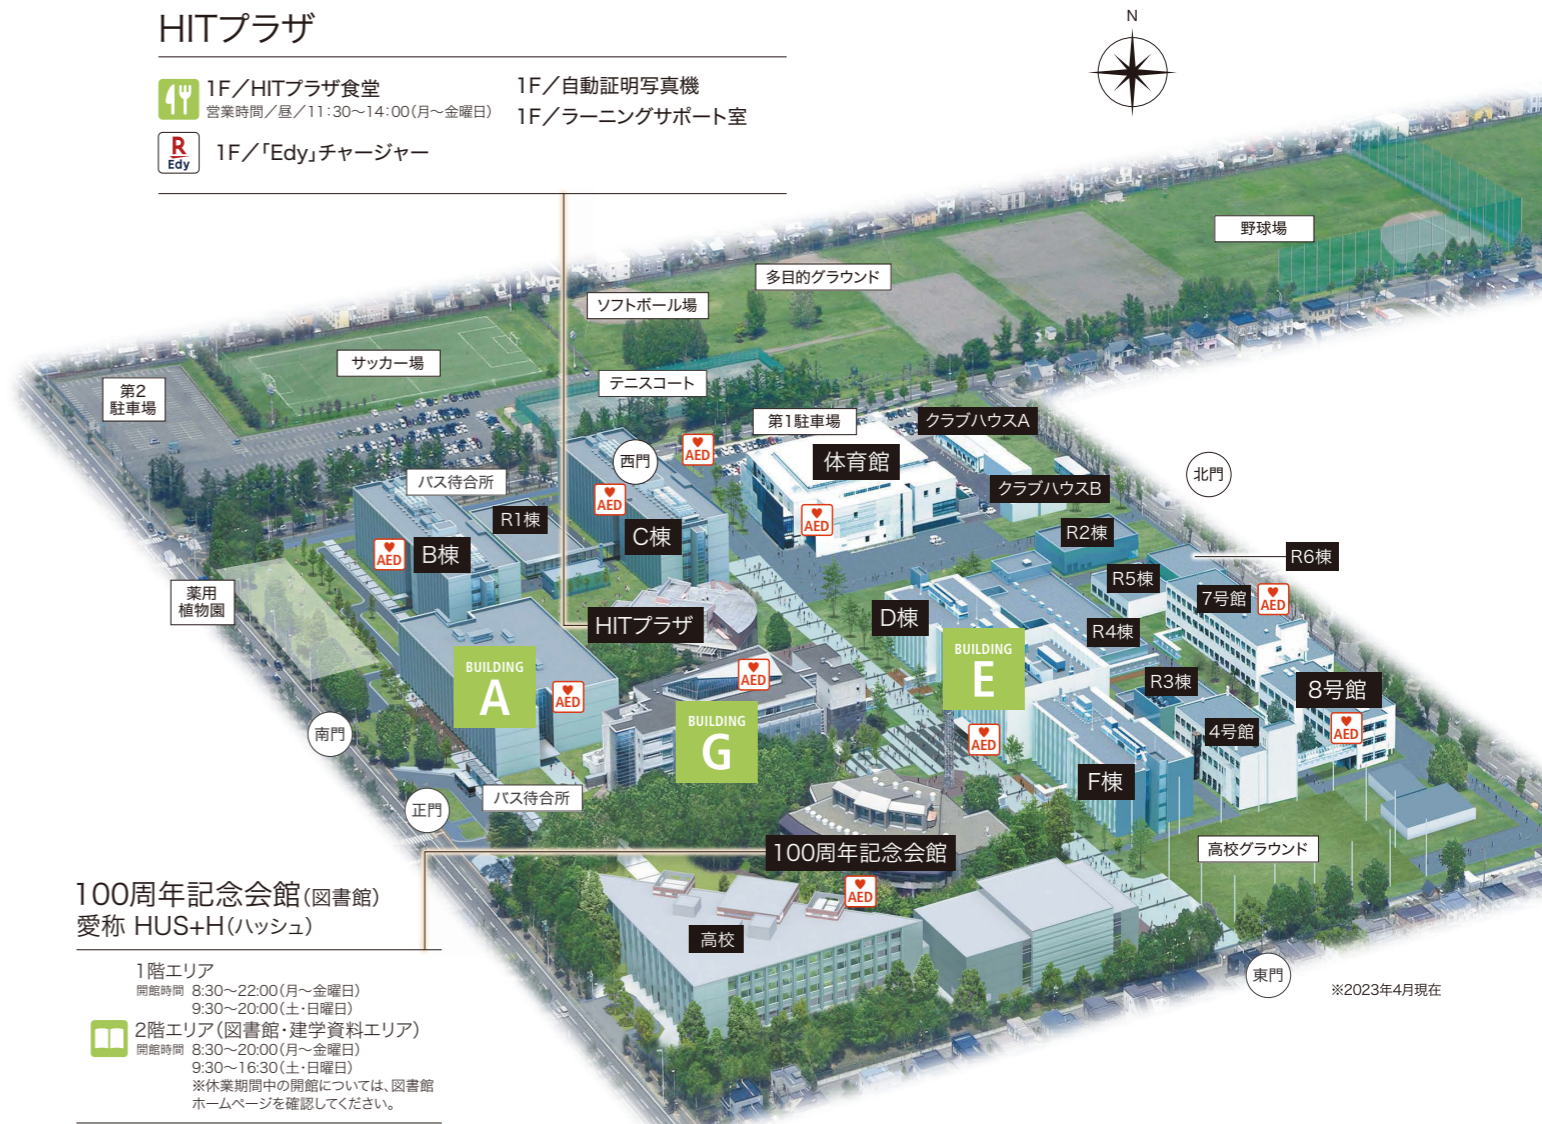 HITプラザ
1F／HITプラザ食堂
営業時間／昼／11:30〜14:00(月〜金曜日)
R
Edy
1F／「Edy」チャージャー
1F／自動証明写真機
1F／ラーニングサポート室
N
野球場
多目的グラウンド
ソフトボール場
サッカー場
テニスコート
第2
駐車場
第1駐車場
クラブハウスA
体育館
西門
AED
北門
バス待合所
クラブハウスB
AED
R1棟
AED
R2棟
C棟
B棟
AED
R6棟
R5棟
薬用
植物園
7号館
AED
HITプラザ
D棟
R4棟
BUILDING
A
AED
AED
BUILDING
E
R3棟
8号館
AED
南門
BUILDING
G
AED
4号館
F棟
バス待合所
正門
100周年記念会館
高校グラウンド
AED
高校
東門
※2023年4月現在
100周年記念会館(図書館)
愛称 HUS+H(ハッシュ)
1階エリア
開館時間 8:30〜22:00(月〜金曜日)
9:30〜20:00(土・日曜日)
2階エリア(図書館・建学資料エリア)
開館時間 8:30〜20:00(月〜金曜日)
9:30〜16:30(土・日曜日)
※休業期間中の開館については、図書館
ホームページを確認してください。